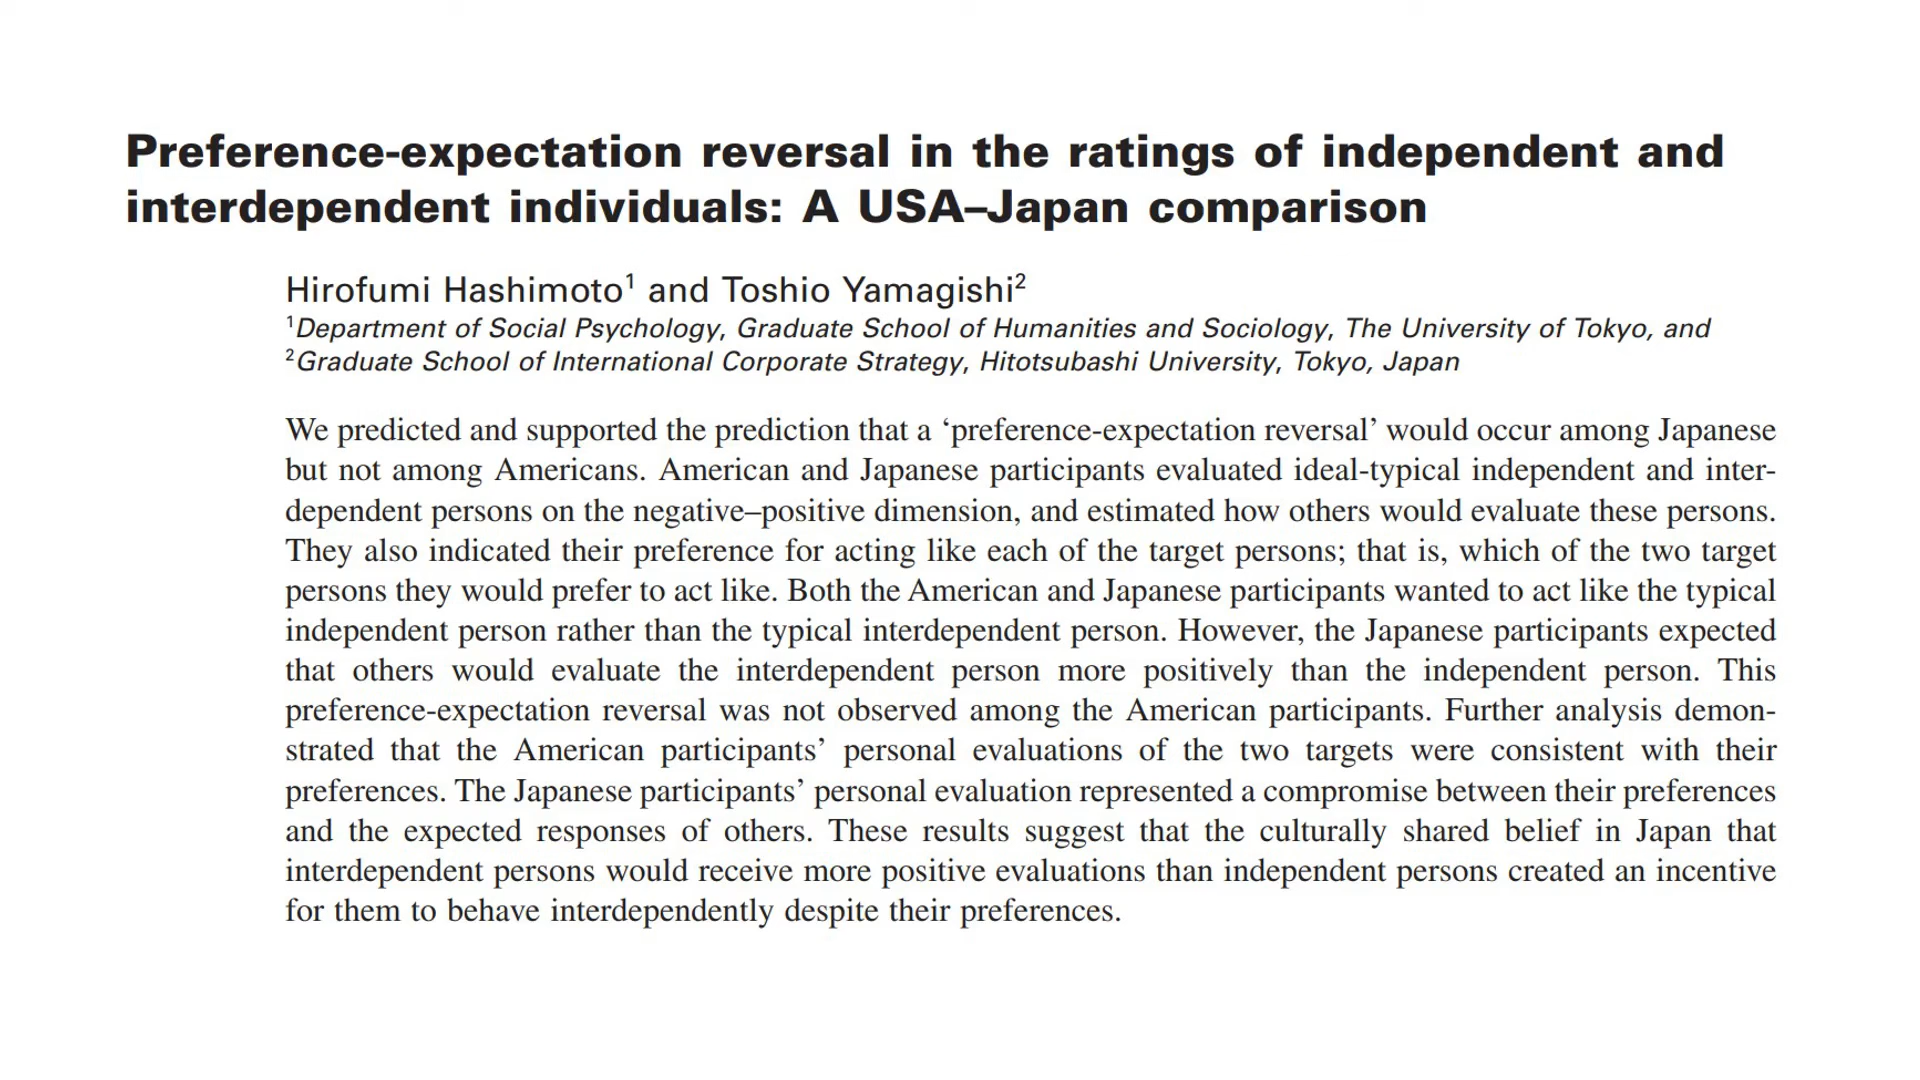 Preference-expectation reversal in the ratings of independent and
interdependent individuals: A USA–Japan comparison
Hirofumi Hashimoto¹ and Toshio Yamagishi²
¹Department of Social Psychology, Graduate School of Humanities and Sociology, The University of Tokyo, and
²Graduate School of International Corporate Strategy, Hitotsubashi University, Tokyo, Japan
We predicted and supported the prediction that a ‘preference-expectation reversal’ would occur among Japanese
but not among Americans. American and Japanese participants evaluated ideal-typical independent and inter-
dependent persons on the negative–positive dimension, and estimated how others would evaluate these persons.
They also indicated their preference for acting like each of the target persons; that is, which of the two target
persons they would prefer to act like. Both the American and Japanese participants wanted to act like the typical
independent person rather than the typical interdependent person. However, the Japanese participants expected
that others would evaluate the interdependent person more positively than the independent person. This
preference-expectation reversal was not observed among the American participants. Further analysis demon-
strated that the American participants’ personal evaluations of the two targets were consistent with their
preferences. The Japanese participants’ personal evaluation represented a compromise between their preferences
and the expected responses of others. These results suggest that the culturally shared belief in Japan that
interdependent persons would receive more positive evaluations than independent persons created an incentive
for them to behave interdependently despite their preferences.